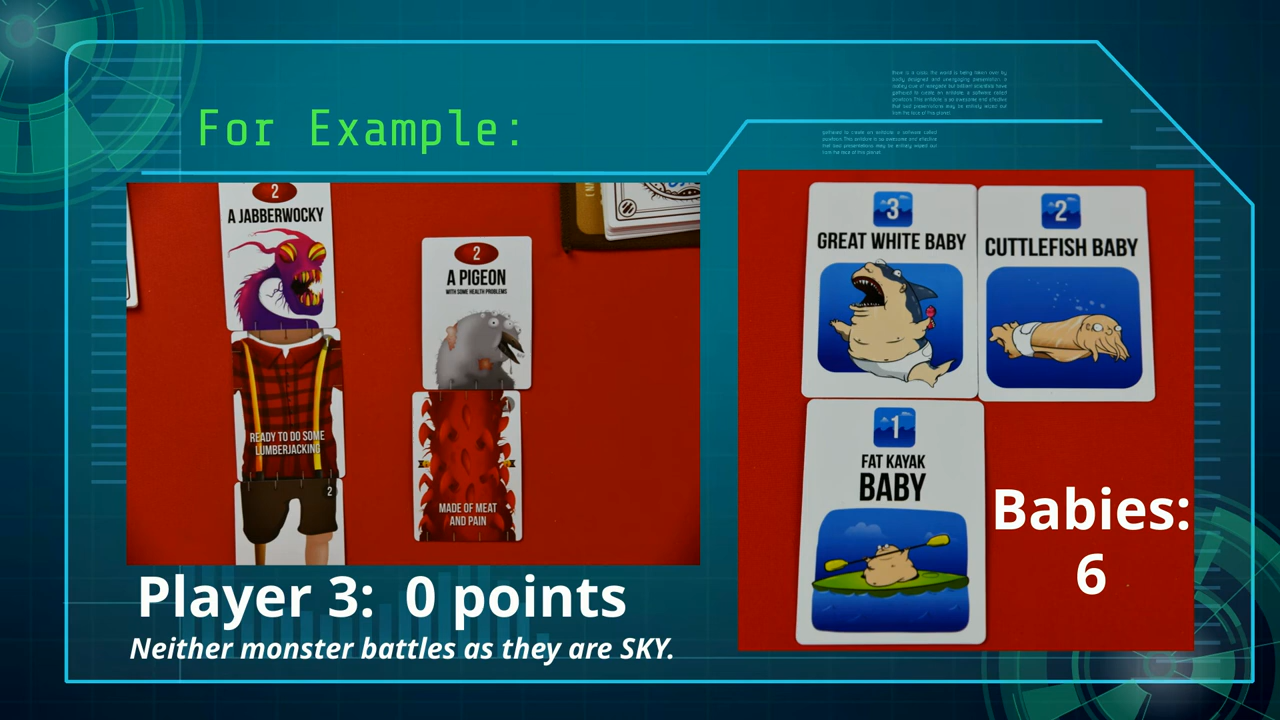 For Example:
2
A JABBERWOCKY
READY TO DO SOME
LUMBERJACKING
2
2
A PIGEON
WITH SOME HEALTH PROBLEMS
1
MADE OF MEAT
AND PAIN
Player 3: 0 points
Neither monster battles as they are SKY.
3
GREAT WHITE BABY
2
CUTTLEFISH BABY
1
FAT KAYAK
BABY
Babies:
6